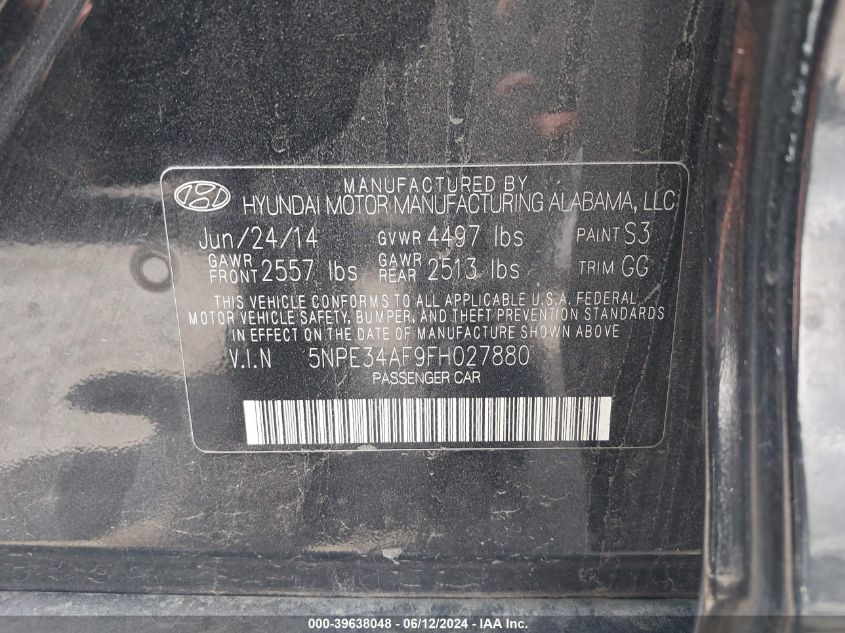 MANUFACTURED BY
HYUNDAI MOTOR MANUFACTURING ALABAMA, LLC
Jun/24/14 GVWR 4497 lbs PAINT S3
GAWR FRONT 2557 lbs GAWR REAR 2513 lbs TRIM GG
THIS VEHICLE CONFORMS TO ALL APPLICABLE U.S.A. FEDERAL
MOTOR VEHICLE SAFETY, BUMPER, AND THEFT PREVENTION STANDARDS
IN EFFECT ON THE DATE OF MANUFACTURE SHOWN ABOVE
V.I.N 5NPE34AF9FH027880
PASSENGER CAR
000-39638048 - 06/12/2024 - IAA Inc.